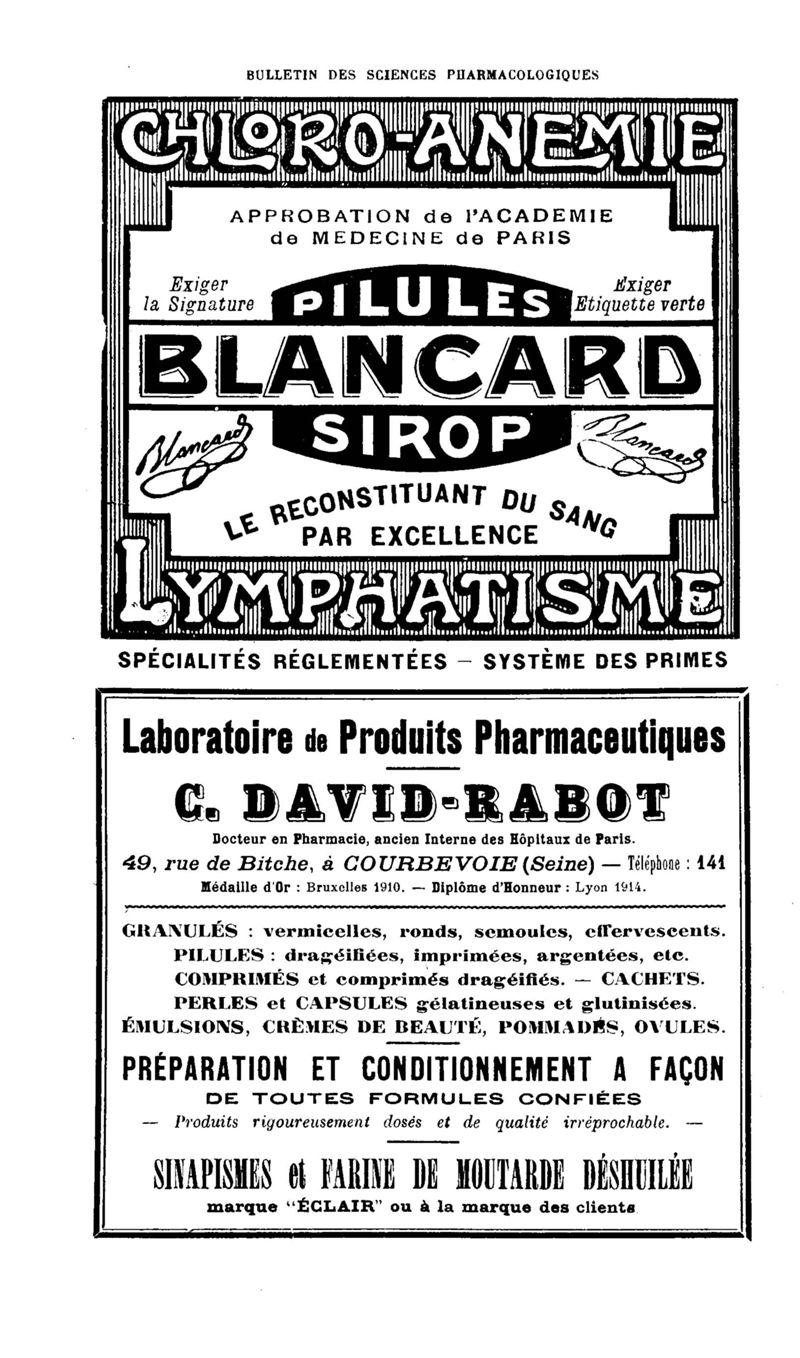 BULLETIN DES SCIENCES PHARMACOLOGIQUES
CHLORO-ANEMIE
APPROBATION de l'ACADEMIE
de MEDECINE de PARIS
Exiger
la Signature
PILULES
Exiger
Etiquette verte
BLANCARD
Blancard
SIROP
Blancard
LE RECONSTITUANT DU SANG
PAR EXCELLENCE
LYMPHATISME
SPÉCIALITÉS RÉGLEMENTÉES — SYSTÈME DES PRIMES
Laboratoire de Produits Pharmaceutiques
C. DAVID-RABOT
Docteur en Pharmacie, ancien Interne des Hôpitaux de Paris.
49, rue de Bitche, à COURBEVOIE (Seine) — Téléphone : 141
Médaille d'Or : Bruxelles 1910. — Diplôme d'Honneur : Lyon 1914.
GRANULÉS : vermicelles, ronds, semoules, effervescents.
PILULES : dragéifiées, imprimées, argentées, etc.
COMPRIMÉS et comprimés dragéifiés. — CACHETS.
PERLES et CAPSULES gélatineuses et glutinisées.
ÉMULSIONS, CRÈMES DE BEAUTÉ, POMMADES, OVULES.
PRÉPARATION ET CONDITIONNEMENT A FAÇON
DE TOUTES FORMULES CONFIÉES
— Produits rigoureusement dosés et de qualité irréprochable. —
SINAPISMES et FARINE DE MOUTARDE DÉSHUILÉE
marque "ÉCLAIR" ou à la marque des clients